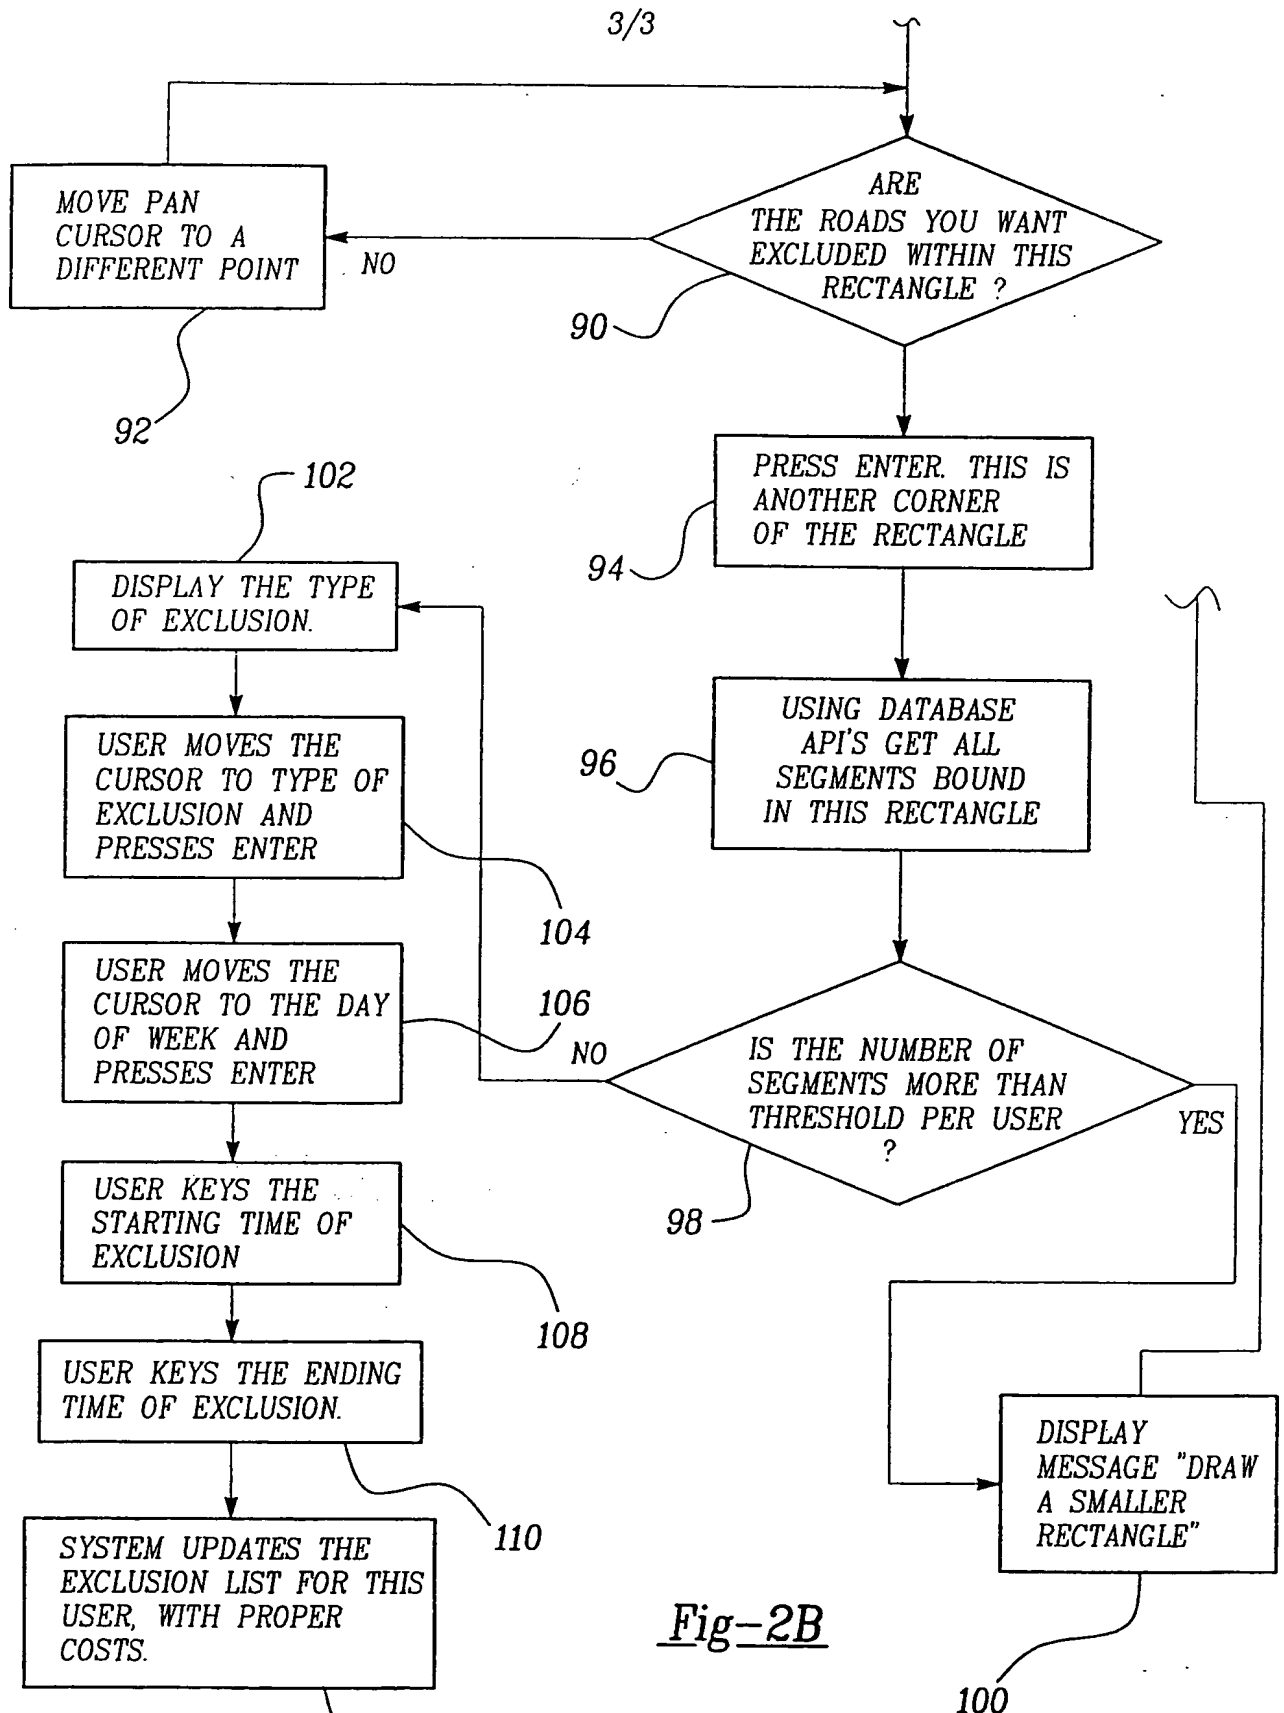 3/3
ARE
THE ROADS YOU WANT
EXCLUDED WITHIN THIS
RECTANGLE ?
90
MOVE PAN
CURSOR TO A
DIFFERENT POINT
NO
92
PRESS ENTER. THIS IS
ANOTHER CORNER
OF THE RECTANGLE
94
USING DATABASE
API'S GET ALL
SEGMENTS BOUND
IN THIS RECTANGLE
96
IS THE NUMBER OF
SEGMENTS MORE THAN
THRESHOLD PER USER
?
98
NO
YES
DISPLAY
MESSAGE "DRAW
A SMALLER
RECTANGLE"
100
102
DISPLAY THE TYPE
OF EXCLUSION.
USER MOVES THE
CURSOR TO TYPE OF
EXCLUSION AND
PRESSES ENTER
104
USER MOVES THE
CURSOR TO THE DAY
OF WEEK AND
PRESSES ENTER
106
USER KEYS THE
STARTING TIME OF
EXCLUSION
108
USER KEYS THE ENDING
TIME OF EXCLUSION.
110
SYSTEM UPDATES THE
EXCLUSION LIST FOR THIS
USER, WITH PROPER
COSTS.
Fig-2B